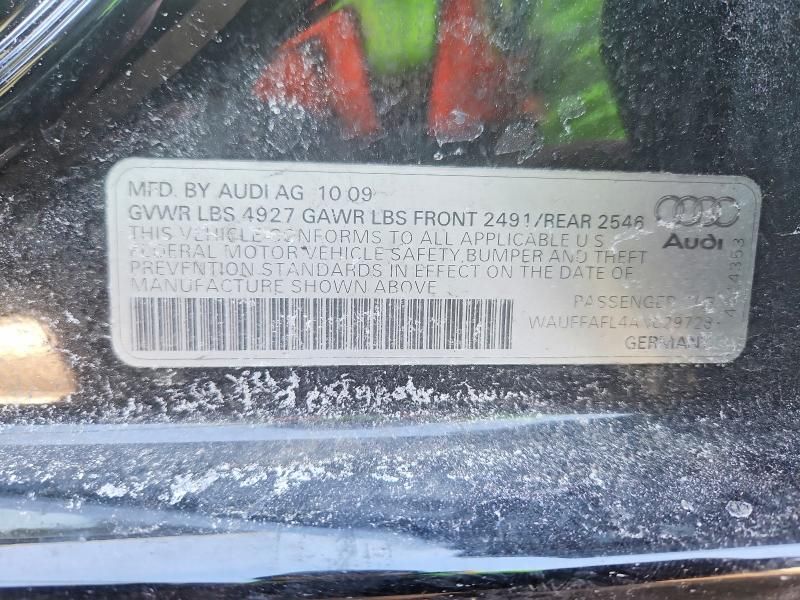 MFD. BY AUDI AG 10 09
GVWR LBS 4927 GAWR LBS FRONT 2491/REAR 2546
THIS VEHICLE CONFORMS TO ALL APPLICABLE U S
FEDERAL MOTOR VEHICLE SAFETY, BUMPER AND THEFT
PREVENTION STANDARDS IN EFFECT ON THE DATE OF
MANUFACTURE SHOWN ABOVE
Audi
PASSENGER
GERMANY